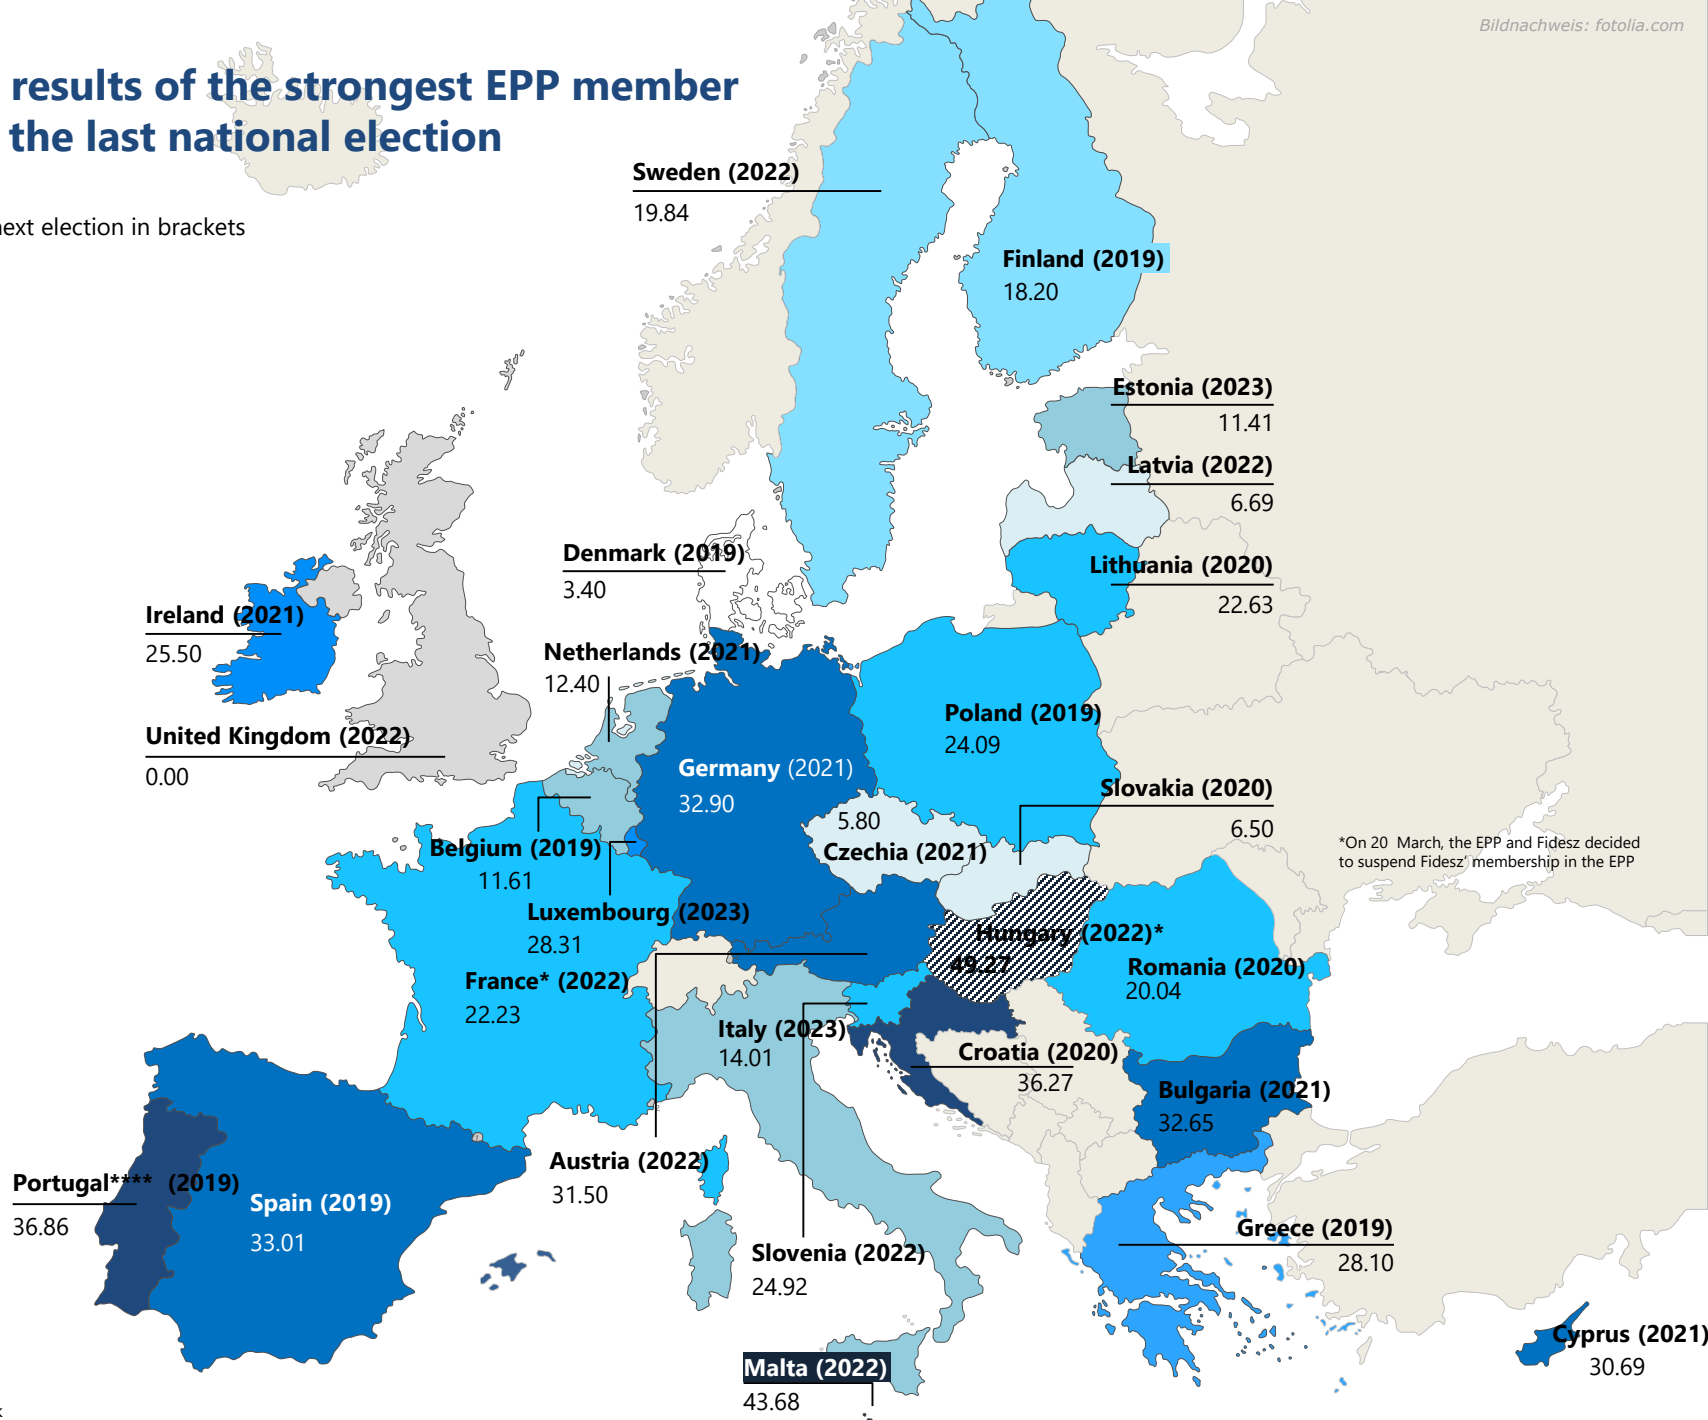 Bildnachweis: fotolia.com
results of the strongest EPP member
the last national election
next election in brackets
Sweden (2022)
19.84
Finland (2019)
18.20
Estonia (2023)
11.41
Latvia (2022)
6.69
Denmark (2019)
3.40
Lithuania (2020)
22.63
Ireland (2021)
25.50
Netherlands (2021)
12.40
United Kingdom (2022)
0.00
Poland (2019)
24.09
Germany (2021)
32.90
Slovakia (2020)
6.50
5.80
Czechia (2021)
*On 20 March, the EPP and Fidesz decided
to suspend Fidesz' membership in the EPP
Belgium (2019)
11.61
Luxembourg (2023)
28.31
Hungary (2022)*
49.27
France* (2022)
22.23
Romania (2020)
20.04
Italy (2023)
14.01
Croatia (2020)
36.27
Bulgaria (2021)
32.65
Austria (2022)
31.50
Portugal**** (2019)
36.86
Spain (2019)
33.01
Slovenia (2022)
24.92
Greece (2019)
28.10
Cyprus (2021)
30.69
Malta (2022)
43.68